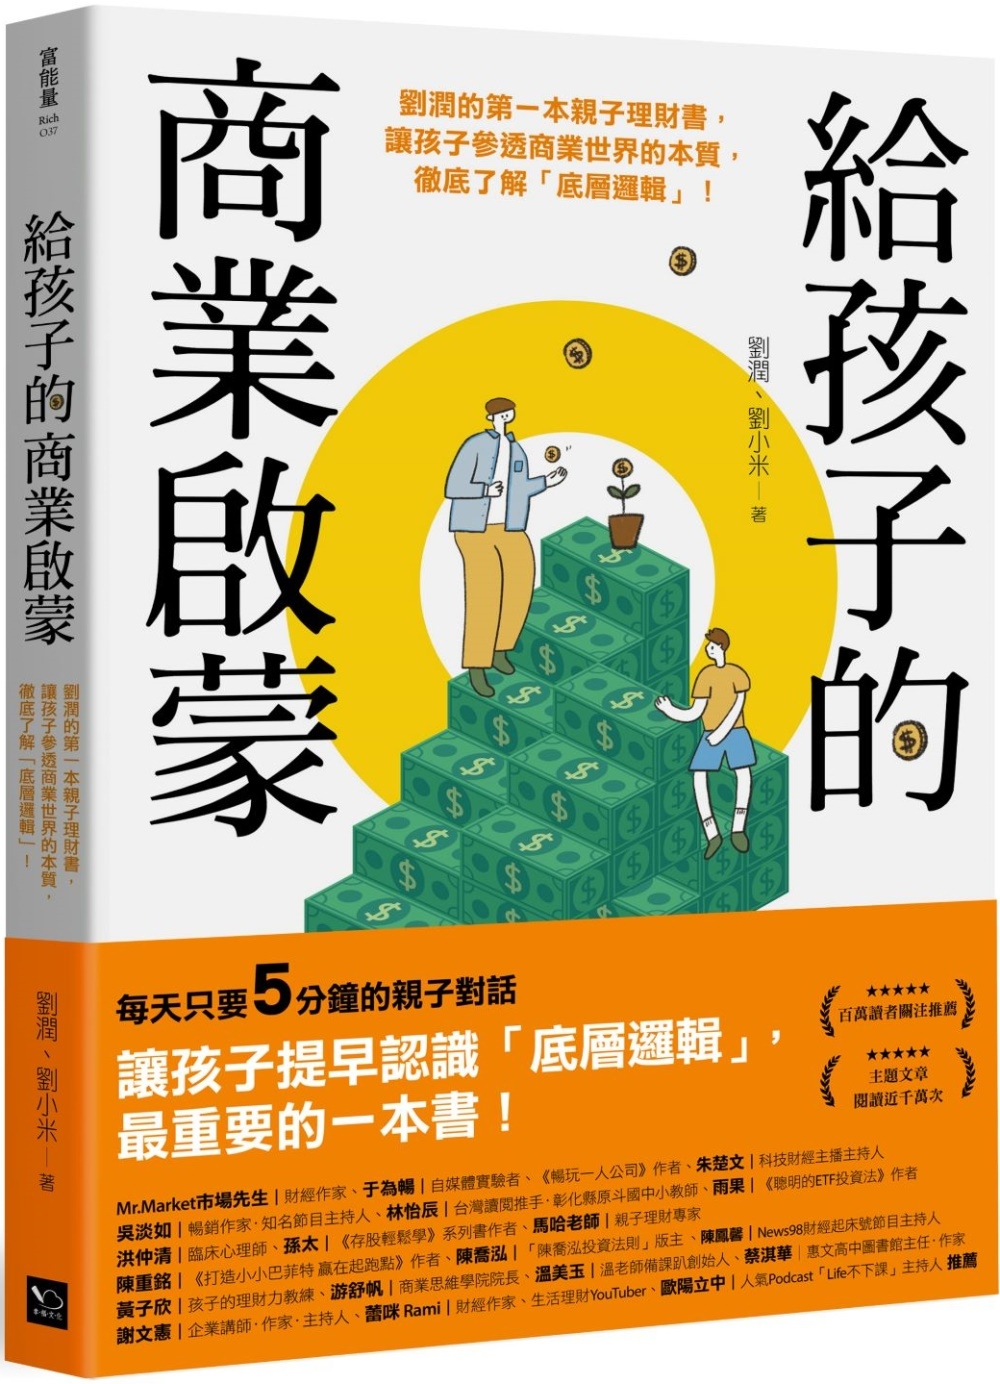 富能量
Rich
037
給孩子的商業啟蒙
劉潤的第一本親子理財書，
讓孩子參透商業世界的本質，
徹底了解「底層邏輯」！
劉潤、劉小米─著
幸福文化
給孩子的
商業啟蒙
劉潤的第一本親子理財書，
讓孩子參透商業世界的本質，
徹底了解「底層邏輯」！
劉潤、劉小米─著
每天只要5分鐘的親子對話
讓孩子提早認識「底層邏輯」，
最重要的一本書！
★★★★★
百萬讀者關注推薦
★★★★★
主題文章
閱讀近千萬次
Mr.Market市場先生｜財經作家、于為暢｜自媒體實驗者、《暢玩一人公司》作者、朱楚文｜科技財經主播主持人
吳淡如｜暢銷作家·知名節目主持人、林怡辰｜台灣讀閱推手·彰化縣原斗國中小教師、雨果｜《聰明的ETF投資法》作者
洪仲清｜臨床心理師、孫太｜《存股輕鬆學》系列書作者、馬哈老師｜親子理財專家
陳重銘｜《打造小小巴菲特 贏在起跑點》作者、陳喬泓｜「陳喬泓投資法則」版主、陳鳳馨｜News98財經起床號節目主持人
黃子欣｜孩子的理財力教練、游舒帆｜商業思維學院院長、溫美玉｜溫老師備課趴創始人、蔡淇華｜惠文高中圖書館主任·作家
謝文憲｜企業講師·作家·主持人、蕾咪 Rami｜財經作家、生活理財YouTuber、歐陽立中｜人氣Podcast「Life不下課」主持人 推薦